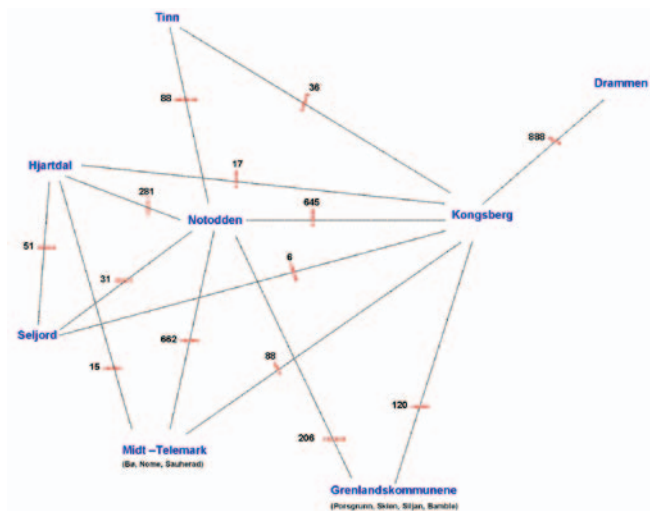 Tinn
36
Drammen
88
888
Hjartdal
17
281
645
Notodden
Kongsberg
51
6
31
Seljord
662
88
15
120
206
Midt –Telemark
(Bø, Nome, Sauherad)
Grenlandskommunene
(Porsgrunn, Skien, Siljan, Bamble)